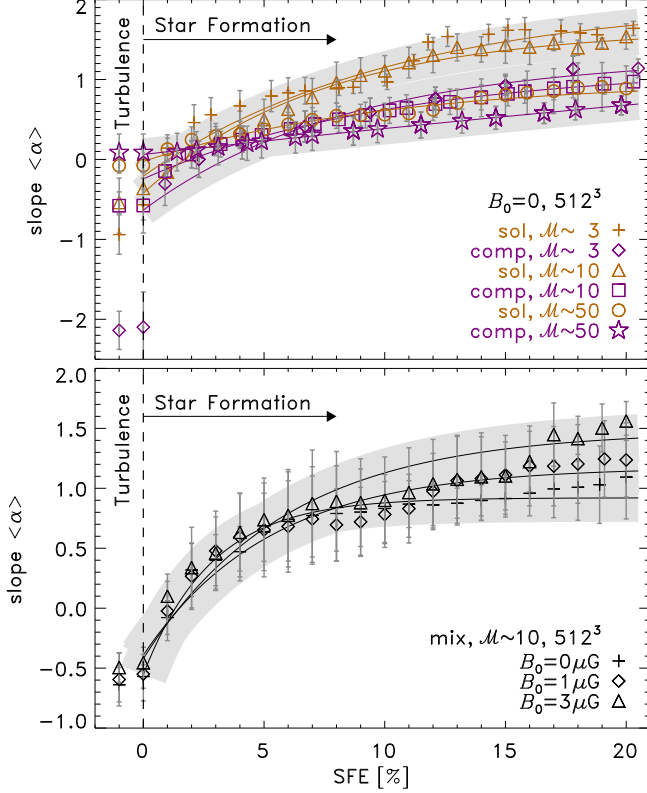 2
Star Formation
Turbulence
1
0
-1
-2
slope <α>
B₀=0, 512³
sol, ℳ~ 3
comp, ℳ~ 3
sol, ℳ~10
comp, ℳ~10
sol, ℳ~50
comp, ℳ~50
2.0
Star Formation
Turbulence
1.5
1.0
0.5
0.0
-0.5
-1.0
slope <α>
mix, ℳ~10, 512³
B₀=0μG
B₀=1μG
B₀=3μG
0 5 10 15 20
SFE [%]